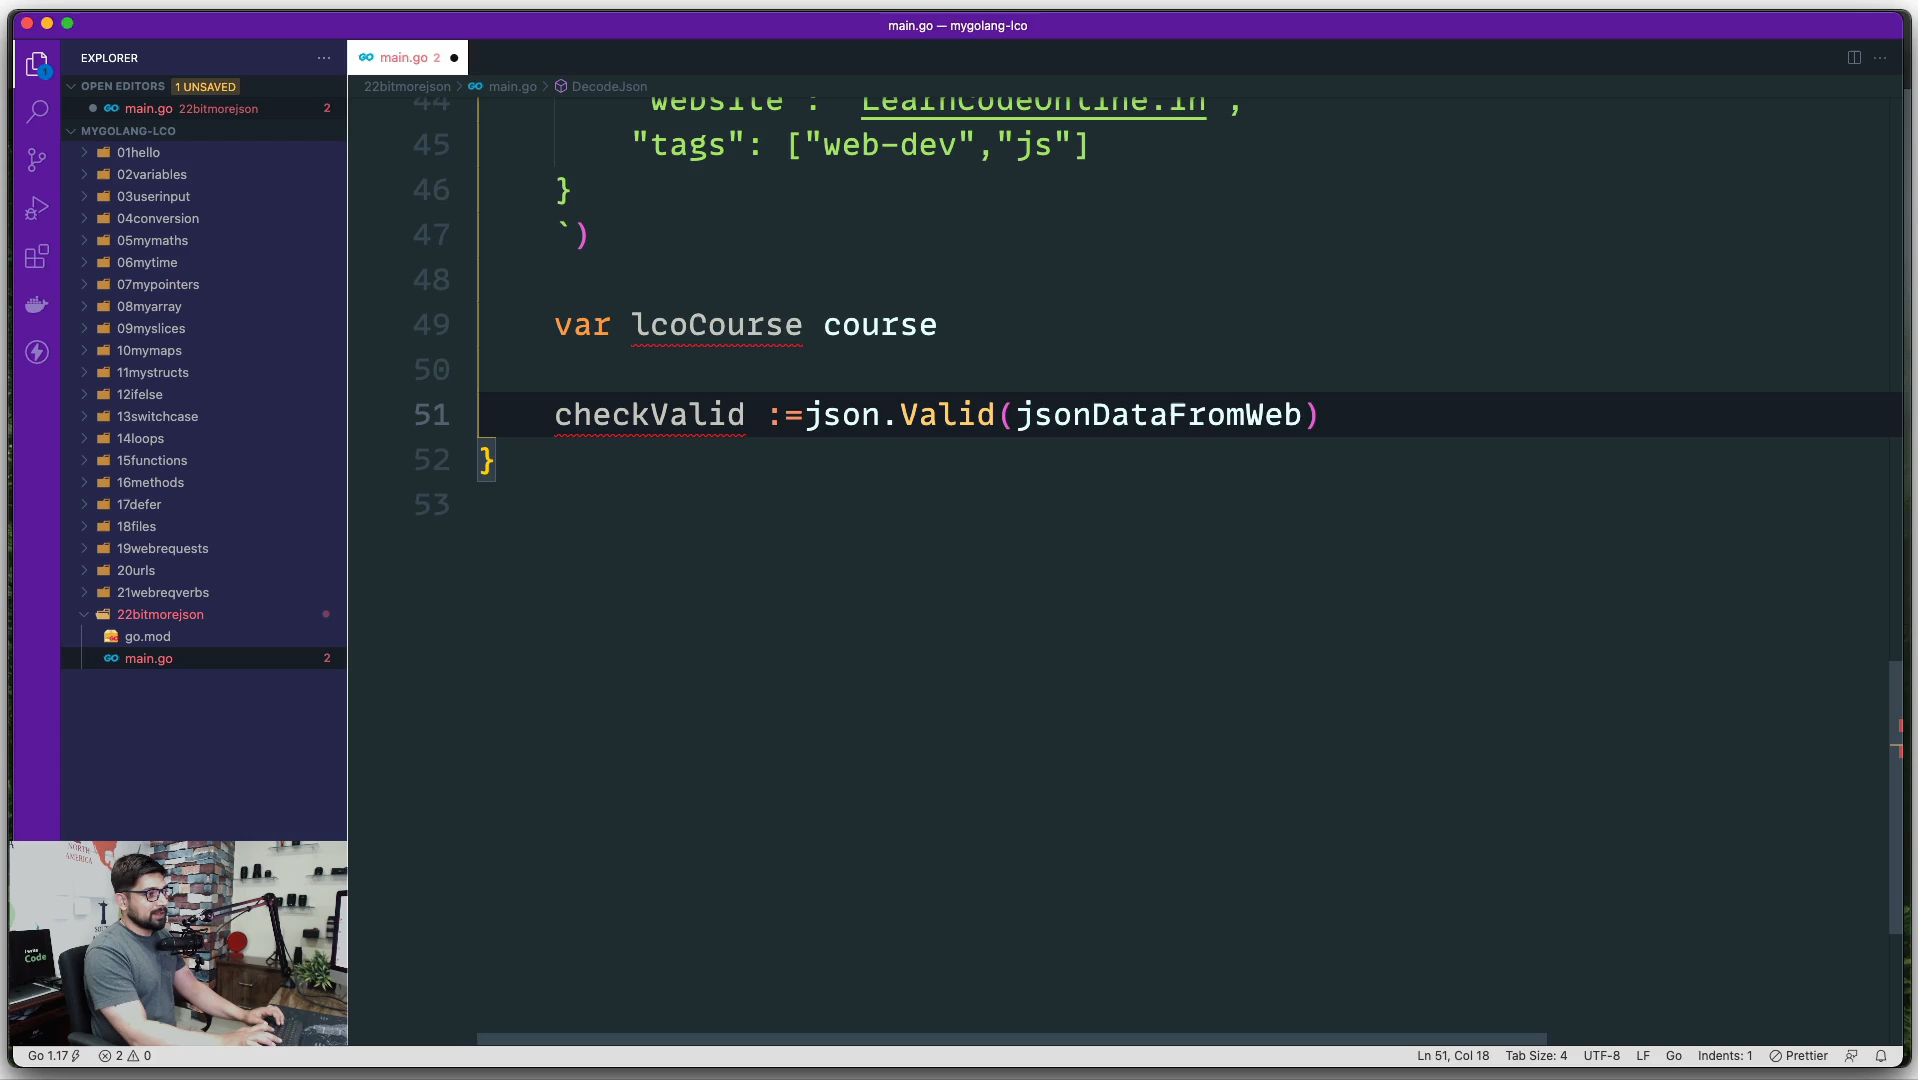 main.go — mygolang-lco
EXPLORER
main.go 2
OPEN EDITORS 1 UNSAVED
22bitmorejson > main.go > DecodeJson
main.go 22bitmorejson 2
MYGOLANG-LCO
01hello
02variables
03userinput
04conversion
05mymaths
06mytime
07mypointers
08myarray
09myslices
10mymaps
11mystructs
12ifelse
13switchcase
14loops
15functions
16methods
17defer
18files
19webrequests
20urls
21webreqverbs
22bitmorejson
go.mod
main.go 2
44 "website": "LearnCodeOnline.in",
45 "tags": ["web-dev","js"]
46 }
47 `)
48
49 var lcoCourse course
50
51 checkValid :=json.Valid(jsonDataFromWeb)
52 }
53
NORTH
AMERICA
Code
Go 1.17 2 0 Ln 51, Col 18 Tab Size: 4 UTF-8 LF Go Indents: 1 Prettier